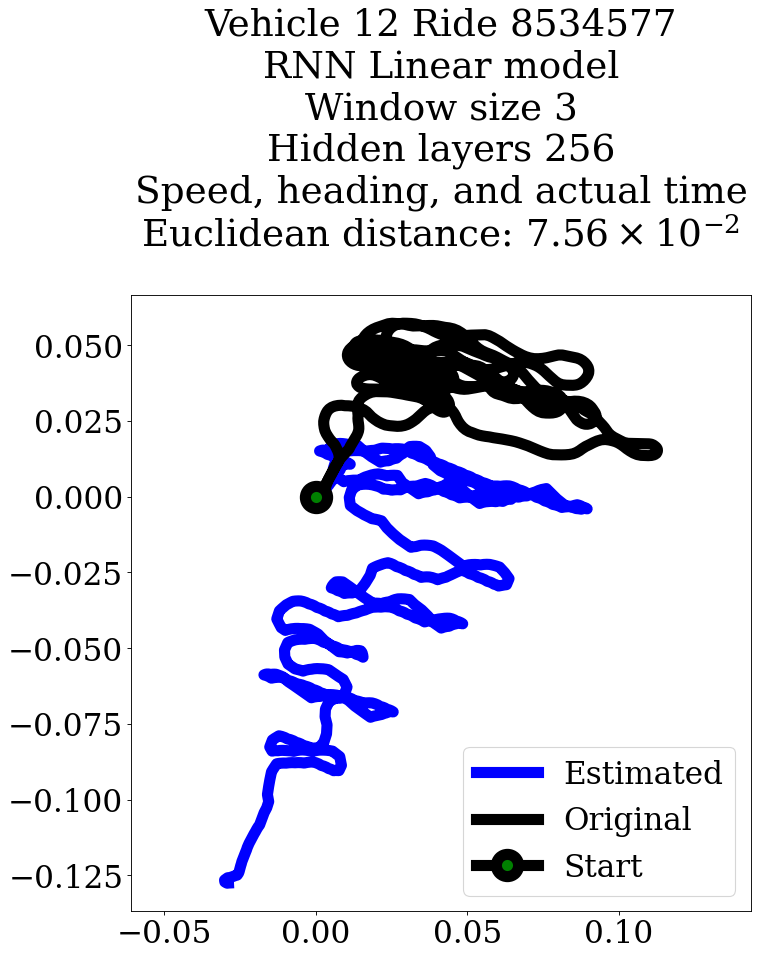 Vehicle 12 Ride 8534577
RNN Linear model
Window size 3
Hidden layers 256
Speed, heading, and actual time
Euclidean distance: 7.56 × 10⁻²
0.050
0.025
0.000
−0.025
−0.050
−0.075
−0.100
−0.125
Estimated
Original
Start
−0.05 0.00 0.05 0.10